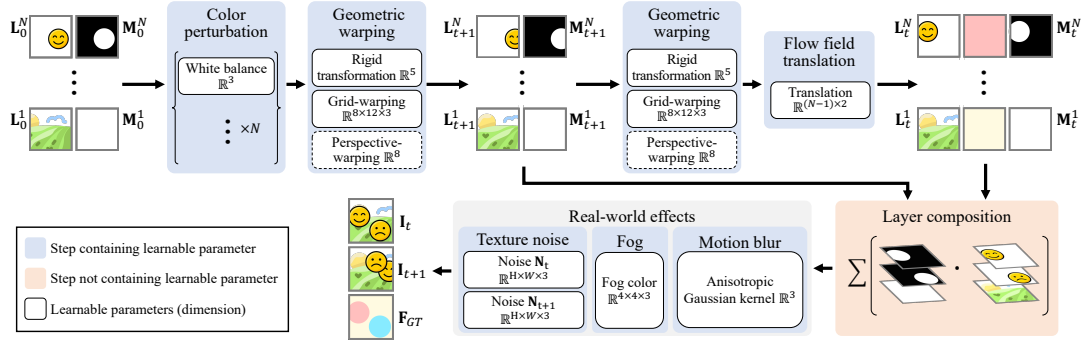 L_0^N
M_0^N
L_0^1
M_0^1
Color
perturbation
White balance
ℝ^3
×N
Geometric
warping
Rigid
transformation ℝ^5
Grid-warping
ℝ^{8×12×3}
Perspective-
warping ℝ^8
L_{t+1}^N
M_{t+1}^N
L_{t+1}^1
M_{t+1}^1
Geometric
warping
Rigid
transformation ℝ^5
Grid-warping
ℝ^{8×12×3}
Perspective-
warping ℝ^8
Flow field
translation
Translation
ℝ^{(N−1)×2}
L_t^N
M_t^N
L_t^1
M_t^1
Layer composition
∑
·
Real-world effects
Motion blur
Anisotropic
Gaussian kernel ℝ^3
Fog
Fog color
ℝ^{4×4×3}
Texture noise
Noise N_t
ℝ^{H×W×3}
Noise N_{t+1}
ℝ^{H×W×3}
I_t
I_{t+1}
F_{GT}
Step containing learnable parameter
Step not containing learnable parameter
Learnable parameters (dimension)